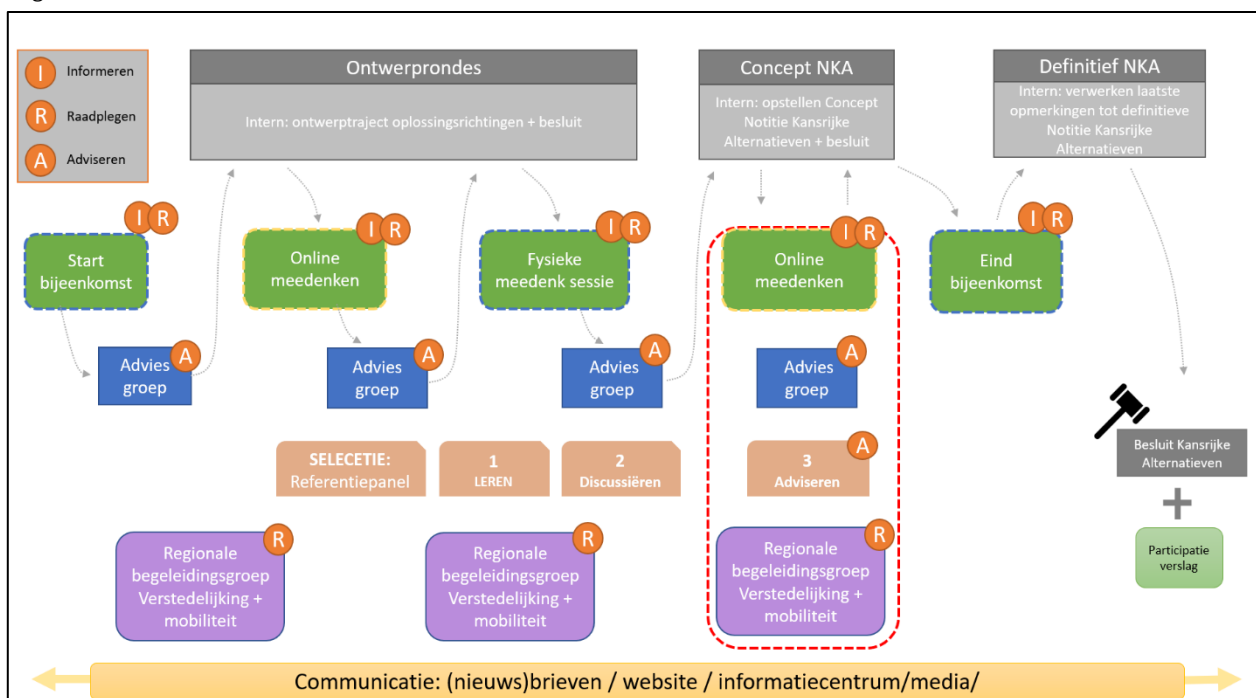 I Informeren
R Raadplegen
A Adviseren
Ontwerprondes
Intern: ontwerptraject oplossingsrichtingen + besluit
Concept NKA
Intern: opstellen Concept
Notitie Kansrijke
Alternatieven + besluit
Definitief NKA
Intern: verwerken laatste
opmerkingen tot definitieve
Notitie Kansrijke
Alternatieven
I R
Start
bijeenkomst
I R
Online
meedenken
I R
Fysieke
meedenk sessie
I R
Online
meedenken
I R
Eind
bijeenkomst
A
Advies
groep
A
Advies
groep
A
Advies
groep
A
Advies
groep
Besluit Kansrijke
Alternatieven
+
Participatie
verslag
SELECETIE:
Referentiepanel
1
LEREN
2
Discussiëren
A
3
Adviseren
R
Regionale
begeleidingsgroep
Verstedelijking +
mobiliteit
R
Regionale
begeleidingsgroep
Verstedelijking +
mobiliteit
R
Regionale
begeleidingsgroep
Verstedelijking +
mobiliteit
Communicatie: (nieuws)brieven / website / informatiecentrum/media/